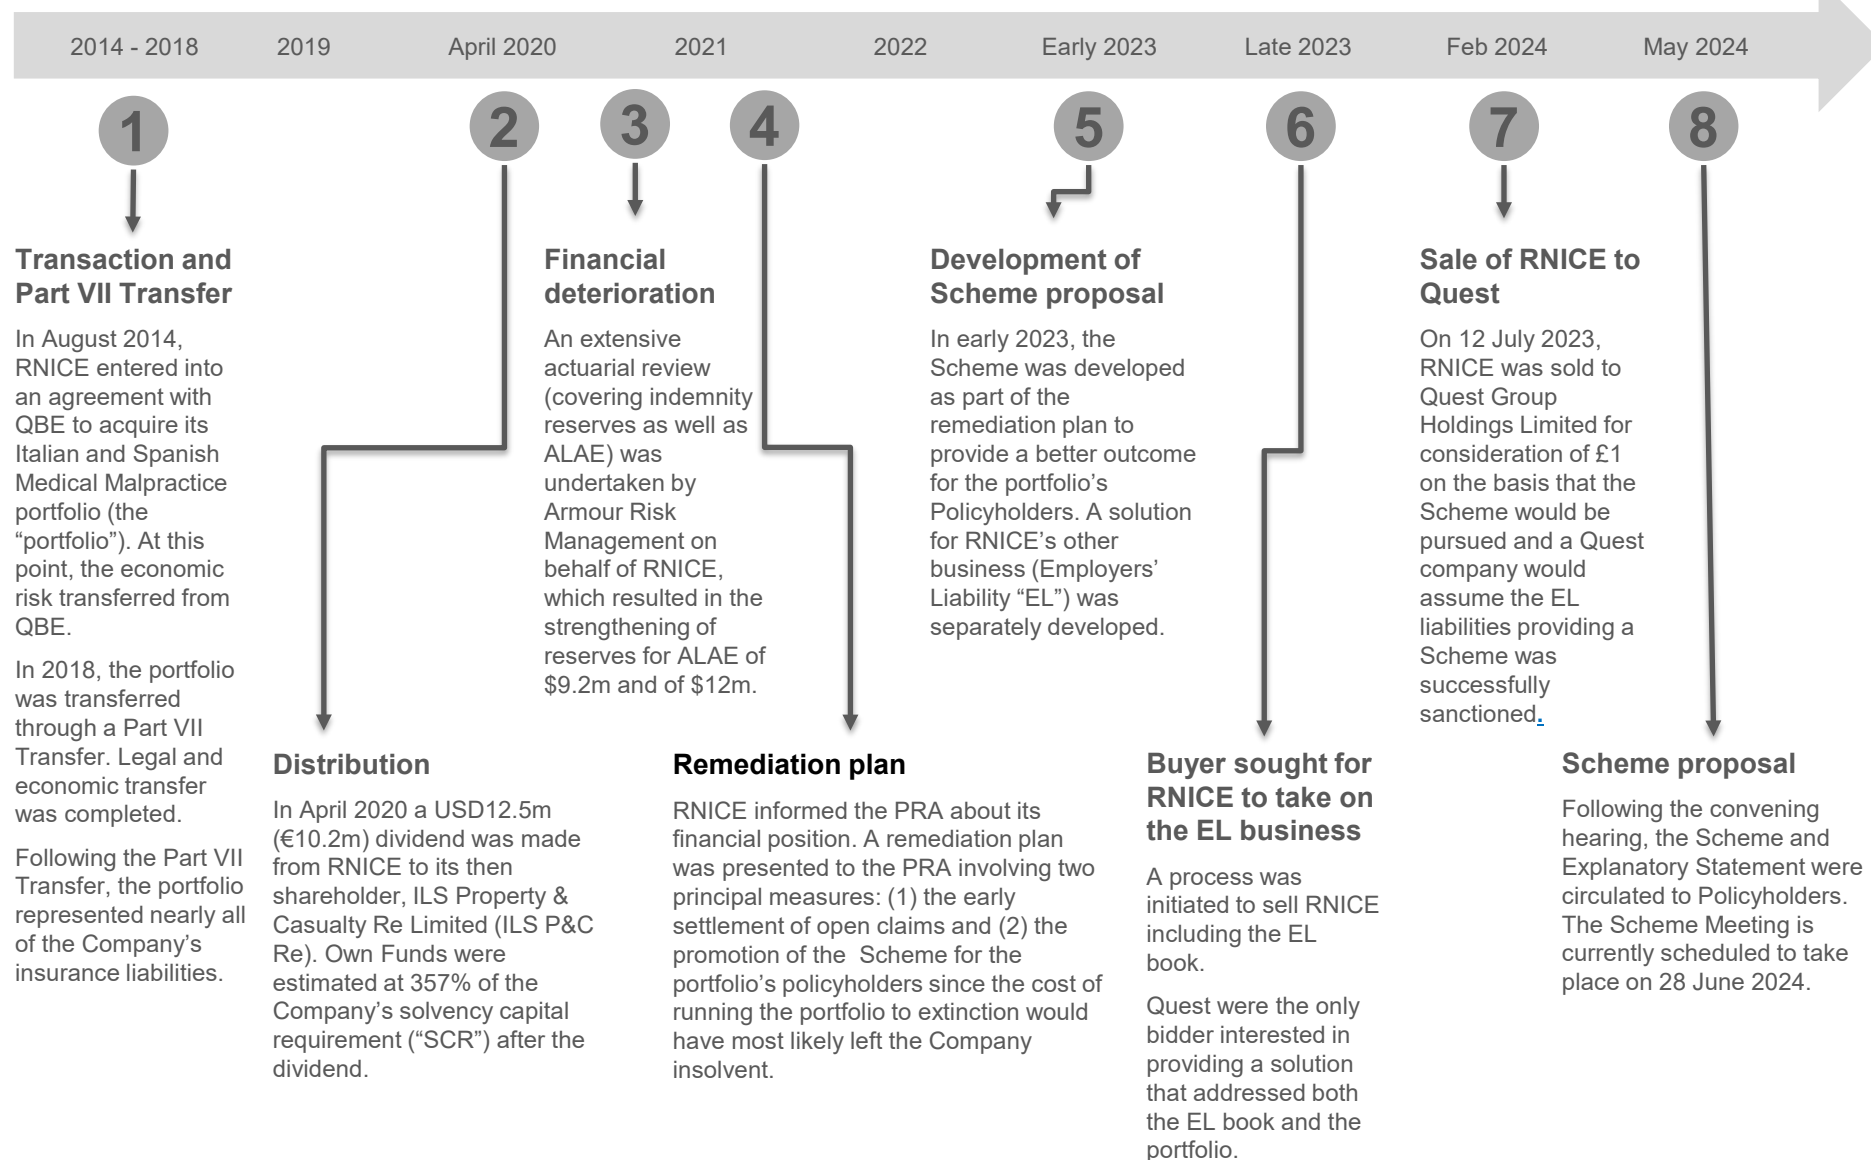 2014 - 2018
2019
April 2020
2021
2022
Early 2023
Late 2023
Feb 2024
May 2024
1
2
3
4
5
6
7
8
Transaction and
Part VII Transfer
In August 2014,
RNICE entered into
an agreement with
QBE to acquire its
Italian and Spanish
Medical Malpractice
portfolio (the
“portfolio”). At this
point, the economic
risk transferred from
QBE.
In 2018, the portfolio
was transferred
through a Part VII
Transfer. Legal and
economic transfer
was completed.
Following the Part VII
Transfer, the portfolio
represented nearly all
of the Company’s
insurance liabilities.
Distribution
In April 2020 a USD12.5m
(€10.2m) dividend was made
from RNICE to its then
shareholder, ILS Property &
Casualty Re Limited (ILS P&C
Re). Own Funds were
estimated at 357% of the
Company’s solvency capital
requirement (“SCR”) after the
dividend.
Financial
deterioration
An extensive
actuarial review
(covering indemnity
reserves as well as
ALAE) was
undertaken by
Armour Risk
Management on
behalf of RNICE,
which resulted in the
strengthening of
reserves for ALAE of
$9.2m and of $12m.
Remediation plan
RNICE informed the PRA about its
financial position. A remediation plan
was presented to the PRA involving two
principal measures: (1) the early
settlement of open claims and (2) the
promotion of the  Scheme for the
portfolio’s policyholders since the cost of
running the portfolio to extinction would
have most likely left the Company
insolvent.
Development of
Scheme proposal
In early 2023, the
Scheme was developed
as part of the
remediation plan to
provide a better outcome
for the portfolio’s
Policyholders. A solution
for RNICE’s other
business (Employers’
Liability “EL”) was
separately developed.
Buyer sought for
RNICE to take on
the EL business
A process was
initiated to sell RNICE
including the EL
book.
Quest were the only
bidder interested in
providing a solution
that addressed both
the EL book and the
portfolio.
Sale of RNICE to
Quest
On 12 July 2023,
RNICE was sold to
Quest Group
Holdings Limited for
consideration of £1
on the basis that the
Scheme would be
pursued and a Quest
company would
assume the EL
liabilities providing a
Scheme was
successfully
sanctioned.
Scheme proposal
Following the convening
hearing, the Scheme and
Explanatory Statement were
circulated to Policyholders.
The Scheme Meeting is
currently scheduled to take
place on 28 June 2024.